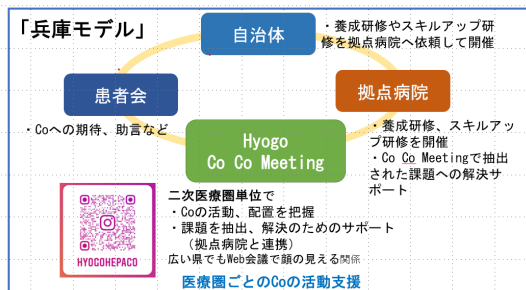 「兵庫モデル」
自治体
・養成研修やスキルアップ研
修を拠点病院へ依頼して開催
患者会
・Coへの期待、助言など
拠点病院
・養成研修、スキルアッ
プ研修を開催
・Co Co Meetingで抽出
された課題への解決サ
ポート
Hyogo
Co Co Meeting
二次医療圏単位で
・Coの活動、配置を把握
・課題を抽出、解決のためのサポート
（拠点病院と連携）
広い県でもWeb会議で顔の見える関係
HYOGOHEPACO
医療圏ごとのCoの活動支援